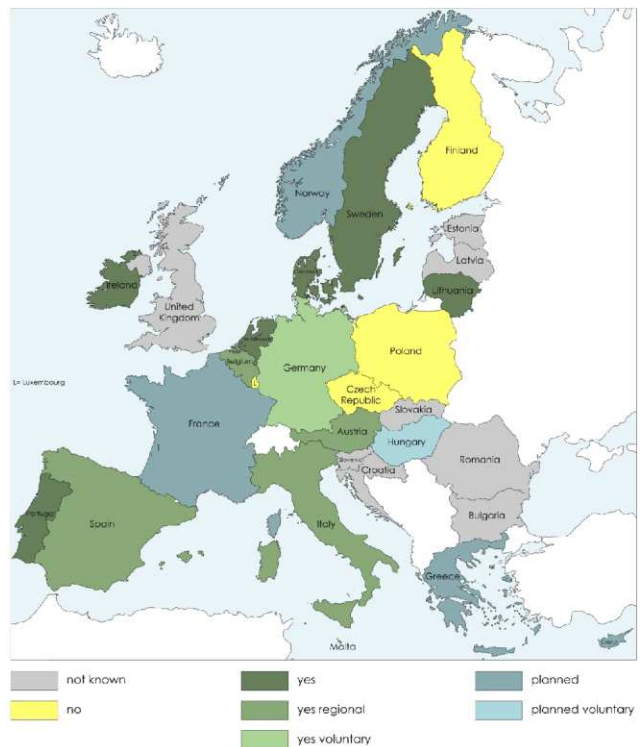 Finland
Norway
Sweden
Estonia
Latvia
Lithuania
Ireland
United
Kingdom
Belgium
Poland
Germany
L= Luxembourg
Czech
Republic
Slovakia
France
Austria
Hungary
Croatia
Romania
Portugal
Spain
Italy
Bulgaria
Greece
Malta
not known
yes
planned
no
yes regional
planned voluntary
yes voluntary